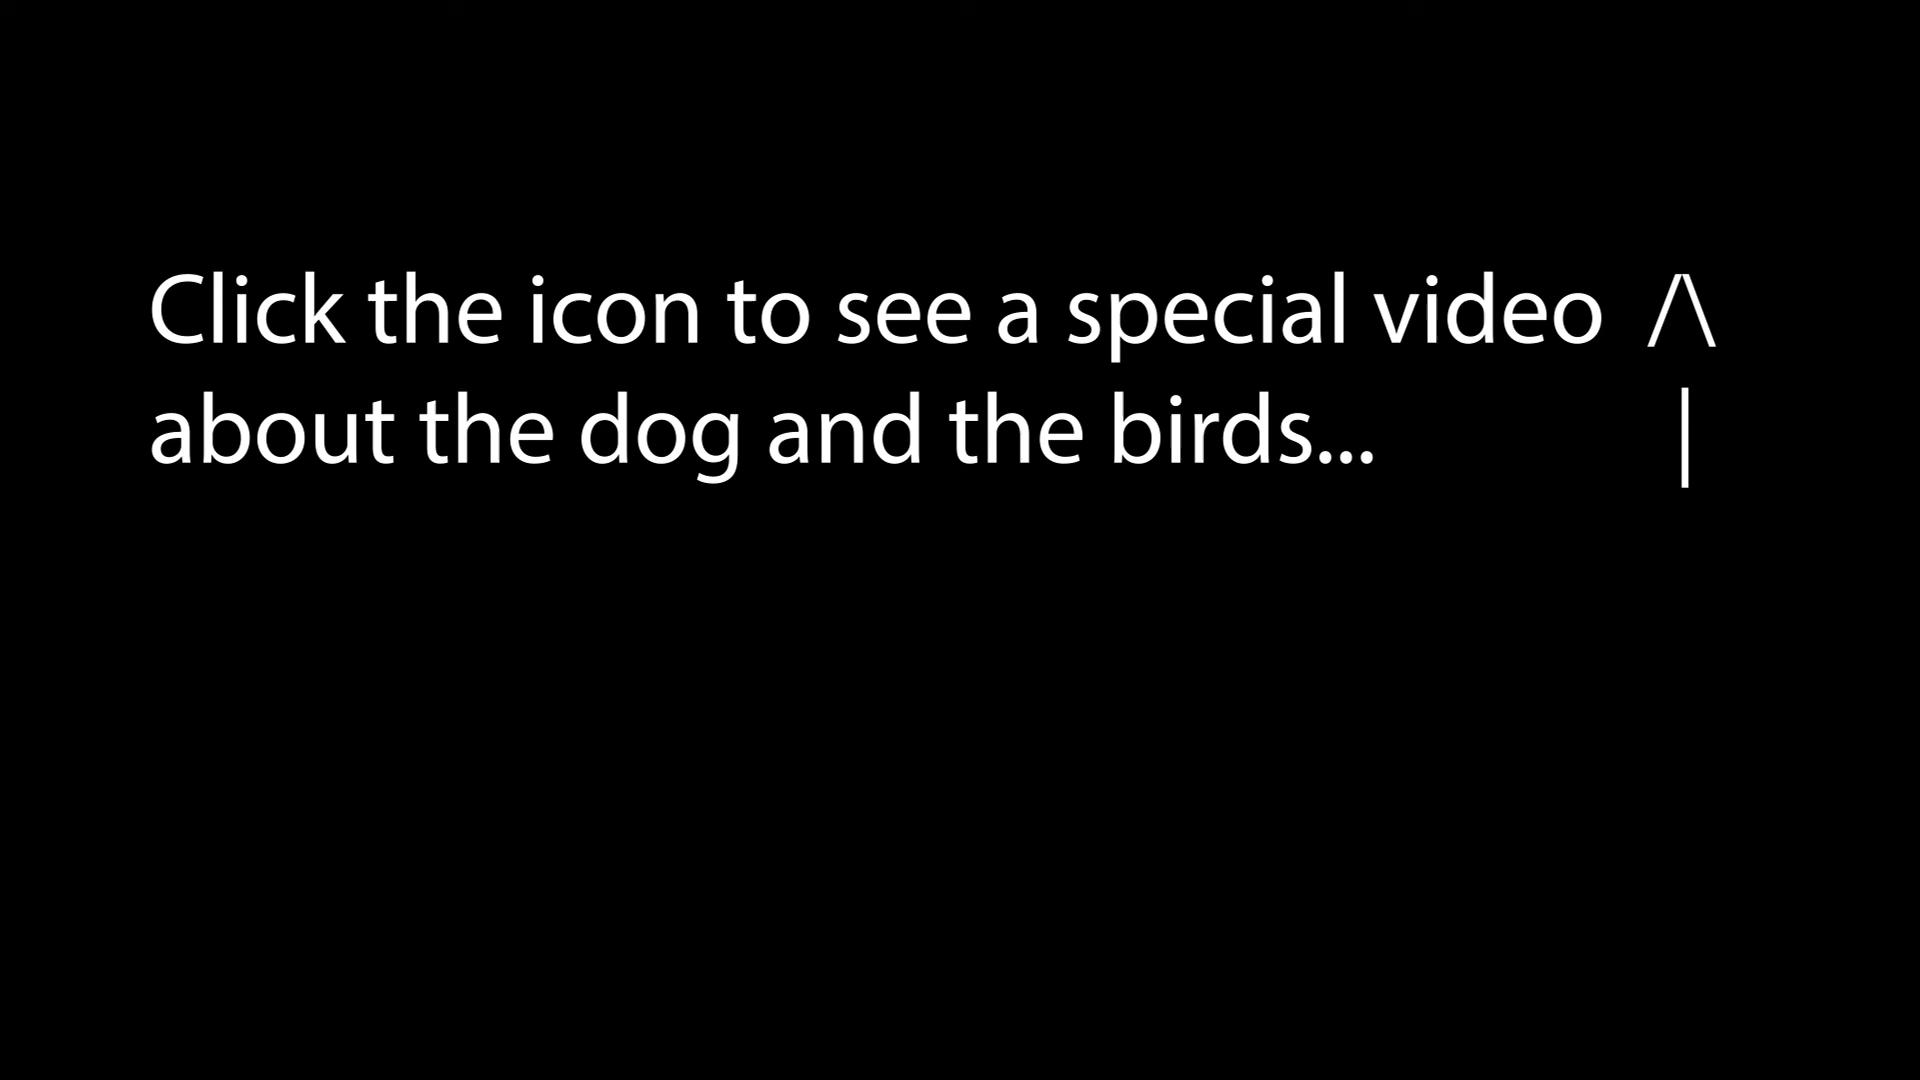 Click the icon to see a special video /\
about the dog and the birds... |